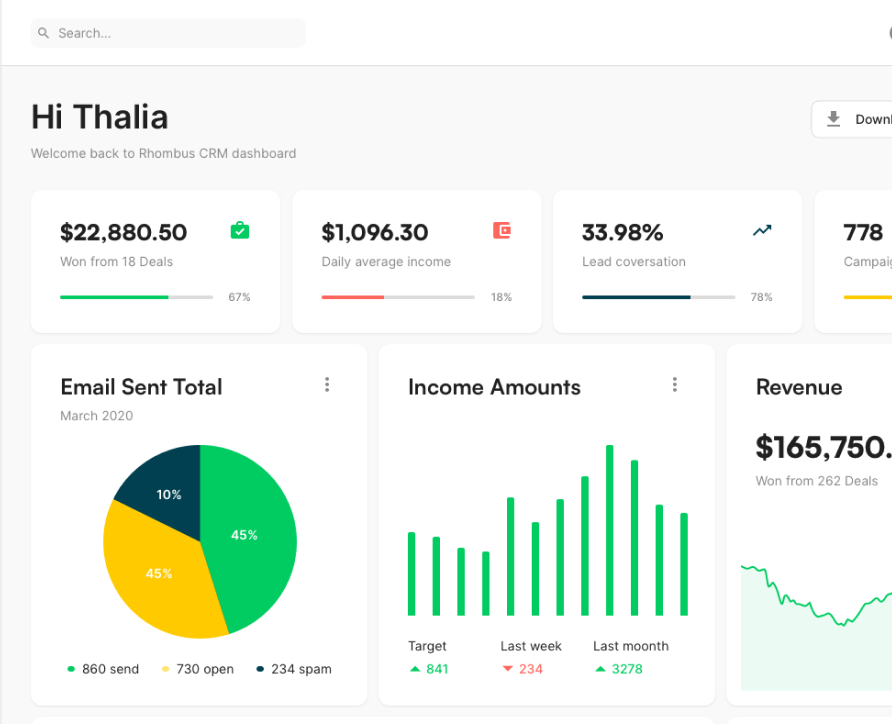 Search...
Hi Thalia
Welcome back to Rhombus CRM dashboard
$22,880.50
Won from 18 Deals
67%
$1,096.30
Daily average income
18%
33.98%
Lead coversation
78%
778
Email Sent Total
March 2020
10%
45%
45%
860 send
730 open
234 spam
Income Amounts
Target
841
Last week
234
Last moonth
3278
Revenue
$165,750.
Won from 262 Deals